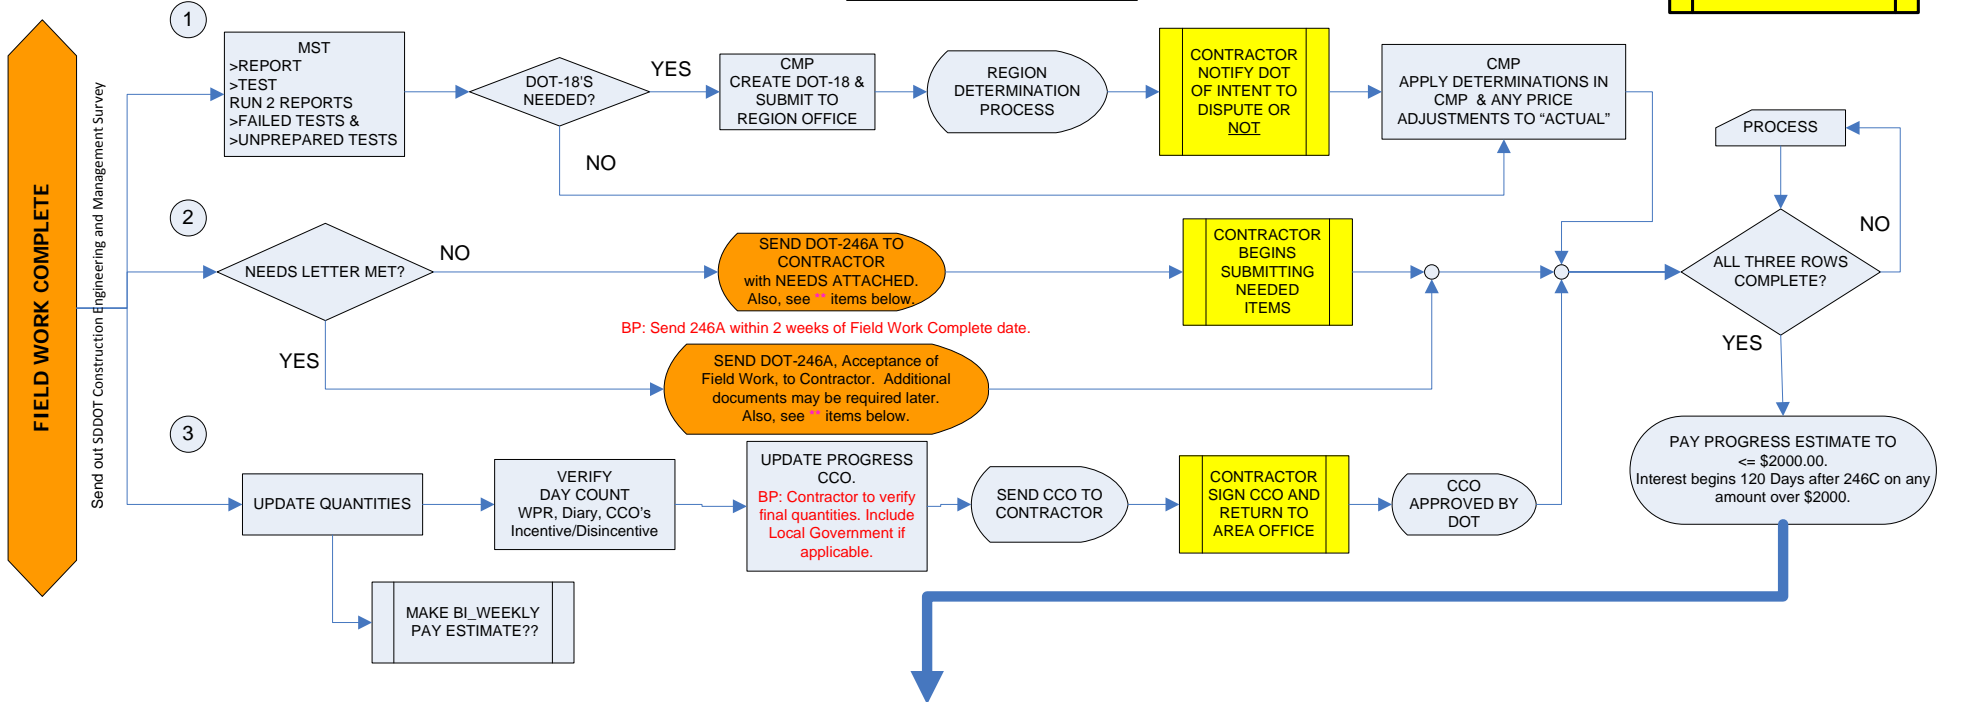 FIELD WORK COMPLETE
Send out SDDOT Construction Engineering and Management Survey
1
MST
>REPORT
>TEST
RUN 2 REPORTS
>FAILED TESTS &
>UNPREPARED TESTS
DOT-18'S
NEEDED?
YES
NO
CMP
CREATE DOT-18 &
SUBMIT TO
REGION OFFICE
REGION
DETERMINATION
PROCESS
CONTRACTOR
NOTIFY DOT
OF INTENT TO
DISPUTE OR
NOT
CMP
APPLY DETERMINATIONS IN
CMP & ANY PRICE
ADJUSTMENTS TO “ACTUAL”
PROCESS
2
NEEDS LETTER MET?
NO
YES
SEND DOT-246A TO
CONTRACTOR
with NEEDS ATTACHED.
Also, see ** items below.
BP: Send 246A within 2 weeks of Field Work Complete date.
SEND DOT-246A, Acceptance of
Field Work, to Contractor. Additional
documents may be required later.
Also, see ** items below.
CONTRACTOR
BEGINS
SUBMITTING
NEEDED
ITEMS
ALL THREE ROWS
COMPLETE?
NO
YES
3
UPDATE QUANTITIES
VERIFY
DAY COUNT
WPR, Diary, CCO's
Incentive/Disincentive
UPDATE PROGRESS
CCO.
BP: Contractor to verify
final quantities. Include
Local Government if
applicable.
SEND CCO TO
CONTRACTOR
CONTRACTOR
SIGN CCO AND
RETURN TO
AREA OFFICE
CCO
APPROVED BY
DOT
PAY PROGRESS ESTIMATE TO
<= $2000.00.
Interest begins 120 Days after 246C on any
amount over $2000.
MAKE BI_WEEKLY
PAY ESTIMATE??